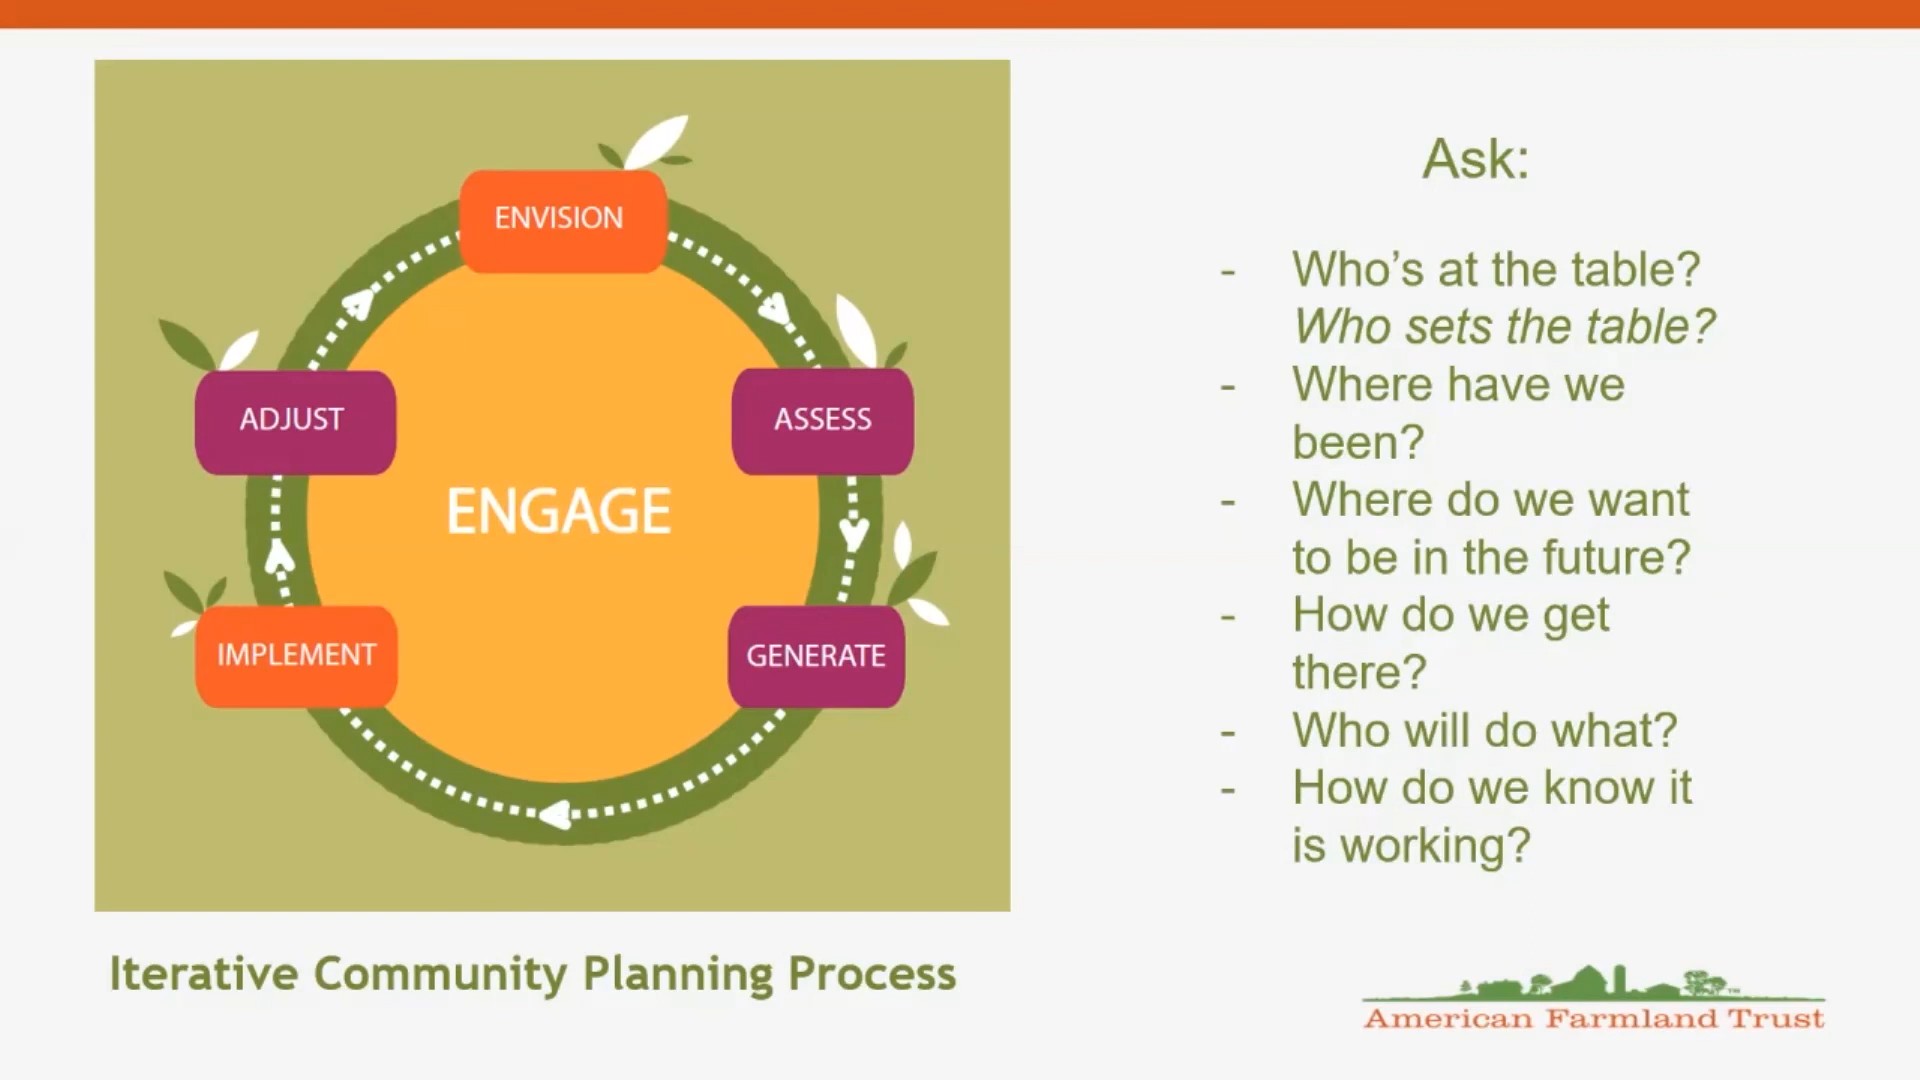 ENVISION
ADJUST
ASSESS
ENGAGE
IMPLEMENT
GENERATE
Iterative Community Planning Process
Ask:
- Who’s at the table?
Who sets the table?
- Where have we
been?
- Where do we want
to be in the future?
- How do we get
there?
- Who will do what?
- How do we know it
is working?
American Farmland Trust